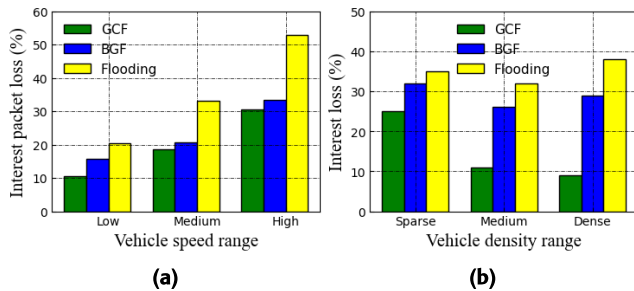 Interest packet loss (%)
60
50
40
30
20
10
0
GCF
BGF
Flooding
Low Medium High
Vehicle speed range
(a)
Interest loss (%)
50
40
30
20
10
0
GCF
BGF
Flooding
Sparse Medium Dense
Vehicle density range
(b)